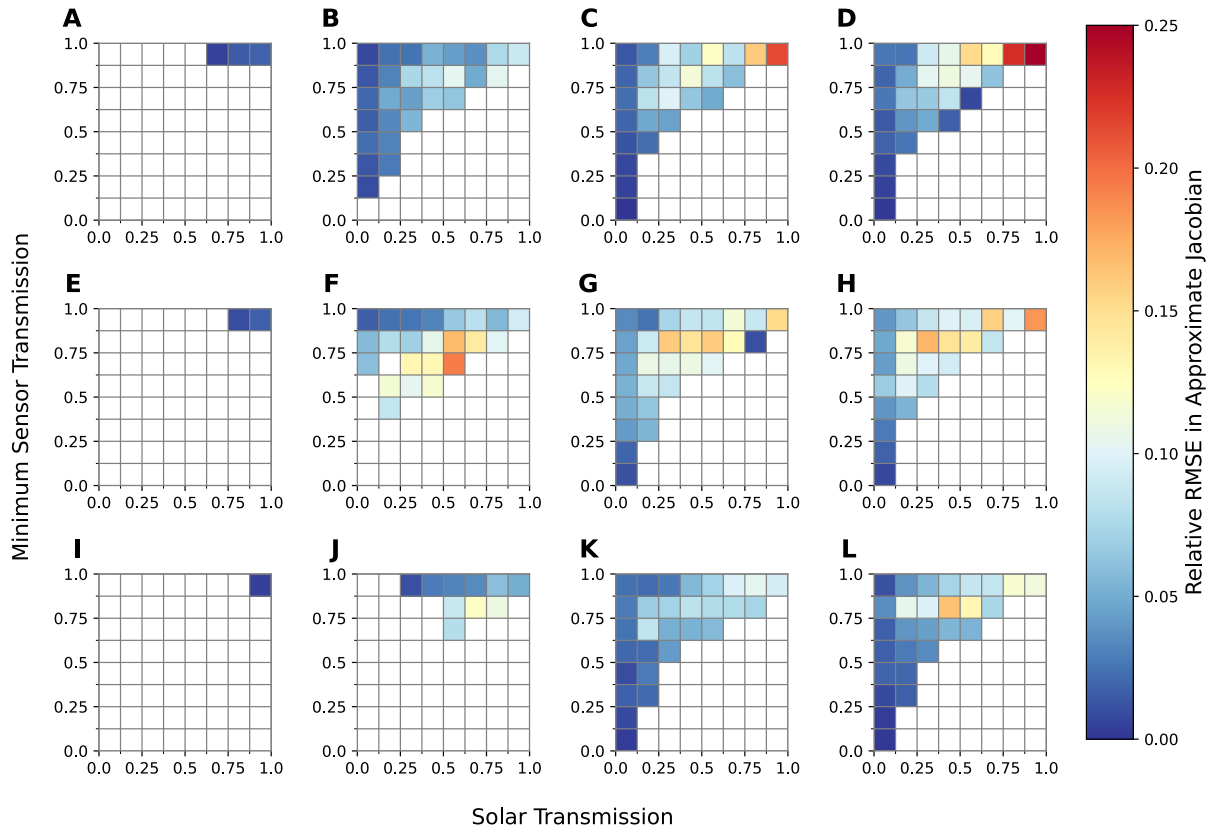 A B C D
1.0 1.0 1.0 1.0 0.25
0.75 0.75 0.75 0.75
0.20
0.5 0.5 0.5 0.5
0.25 0.25 0.25 0.25
0.0 0.0 0.0 0.0
0.0 0.25 0.5 0.75 1.0 0.0 0.25 0.5 0.75 1.0 0.0 0.25 0.5 0.75 1.0 0.0 0.25 0.5 0.75 1.0
E F G H
1.0 1.0 1.0 1.0 0.15
0.75 0.75 0.75 0.75
0.5 0.5 0.5 0.5
0.10
0.25 0.25 0.25 0.25
0.0 0.0 0.0 0.0
0.0 0.25 0.5 0.75 1.0 0.0 0.25 0.5 0.75 1.0 0.0 0.25 0.5 0.75 1.0 0.0 0.25 0.5 0.75 1.0
I J K L
1.0 1.0 1.0 1.0
0.05
0.75 0.75 0.75 0.75
0.5 0.5 0.5 0.5
0.25 0.25 0.25 0.25
0.0 0.0 0.0 0.0 0.00
0.0 0.25 0.5 0.75 1.0 0.0 0.25 0.5 0.75 1.0 0.0 0.25 0.5 0.75 1.0 0.0 0.25 0.5 0.75 1.0
Minimum Sensor Transmission
Solar Transmission
Relative RMSE in Approximate Jacobian